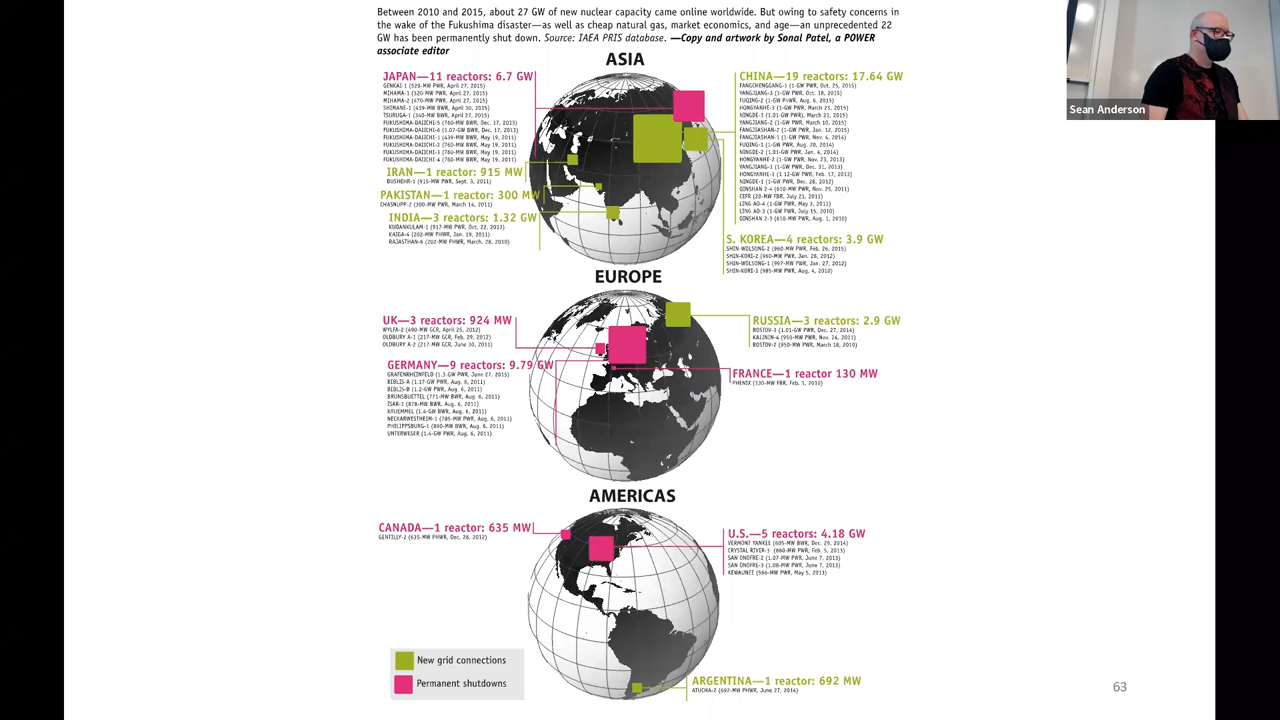 Between 2010 and 2015, about 27 GW of new nuclear capacity came online worldwide. But owing to safety concerns in
the wake of the Fukushima disaster—as well as cheap natural gas, market economics, and age—an unprecedented 22
GW has been permanently shut down. Source: IAEA PRIS database. —Copy and artwork by Sonal Patel, a POWER
associate editor
ASIA
JAPAN—11 reactors: 6.7 GW
GENKAI-1 (529-MW PWR, April 27, 2015)
MIHAMA-1 (320-MW PWR, April 27, 2015)
MIHAMA-2 (470-MW PWR, April 27, 2015)
SHIMANE-1 (439-MW BWR, April 30, 2015)
TSURUGA-1 (340-MW BWR, April 27, 2015)
FUKUSHIMA-DAIICHI-5 (760-MW BWR, Dec. 17, 2013)
FUKUSHIMA-DAIICHI-6 (1.07-GW BWR, Dec. 17, 2013)
FUKUSHIMA-DAIICHI-1 (439-MW BWR, May 19, 2011)
FUKUSHIMA-DAIICHI-2 (760-MW BWR, May 19, 2011)
FUKUSHIMA-DAIICHI-3 (760-MW BWR, May 19, 2011)
FUKUSHIMA-DAIICHI-4 (760-MW BWR, May 19, 2011)
IRAN—1 reactor: 915 MW
BUSHEHR-1 (915-MW PWR, Sept. 3, 2011)
PAKISTAN—1 reactor: 300 MW
CHASNUPP-2 (300-MW PWR, March 14, 2011)
INDIA—3 reactors: 1.32 GW
KUDANKULAM-1 (917-MW PWR, Oct. 22, 2013)
KAIGA-4 (202-MW PHWR, Jan. 19, 2011)
RAJASTHAN-6 (202-MW PHWR, March. 28, 2010)
CHINA—19 reactors: 17.64 GW
FANGCHENGGANG-1 (1-GW PWR, Oct. 25, 2015)
YANGJIANG-3 (1-GW PWR, Oct. 18, 2015)
FUQING-2 (1-GW PWR, Aug. 6, 2015)
HONGYANHE-3 (1-GW PWR, March 23, 2015)
NINGDE-3 (1.01-GW PWR), March 21, 2015)
YANGJIANG-2 (1-GW PWR, March 10, 2015)
FANGJIASHAN-2 (1-GW PWR, Jan. 12, 2015)
FANGJIASHAN-1 (1-GW PWR, Nov. 4, 2014)
FUQING-1 (1-GW PWR, Aug. 20, 2014)
NINGDE-2 (1.01-GW PWR, Jan. 4, 2014)
HONGYANHE-2 (1-GW PWR, Nov. 23, 2013)
YANGJIANG-1 (1-GW PWR, Dec. 31, 2013)
HONGYANHE-1 (1.12-GW PWR, Feb. 17, 2013)
NINGDE-1 (1-GW PWR, Dec. 28, 2012)
QINSHAN 2-4 (610-MW PWR, Nov. 25, 2011)
CEFR (20-MW FBR, July 21, 2011)
LING AO-4 (1-GW PWR, May 3, 2011)
LING AO-3 (1-GW PWR, July 15, 2010)
QINSHAN 2-3 (610-MW PWR, Aug. 1, 2010)
S. KOREA—4 reactors: 3.9 GW
SHIN-WOLSONG-2 (960-MW PWR, Feb. 26, 2015)
SHIN-KORI-2 (960-MW PWR, Jan. 28, 2012)
SHIN-WOLSONG-1 (997-MW PWR, Jan. 27, 2012)
SHIN-KORI-1 (985-MW PWR, Aug. 4, 2010)
EUROPE
UK—3 reactors: 924 MW
WYLFA-2 (490-MW GCR, April 25, 2012)
OLDBURY A-1 (217-MW GCR, Feb. 29, 2012)
OLDBURY A-2 (217-MW GCR, June 30, 2011)
GERMANY—9 reactors: 9.79 GW
GRAFENRHEINFELD (1.3-GW PWR, June 27, 2015)
BIBLIS-A (1.17-GW PWR, Aug. 6, 2011)
BIBLIS-B (1.2-GW PWR, Aug. 6, 2011)
BRUNSBUETTEL (771-MW BWR, Aug. 6, 2011)
ISAR-1 (878-MW BWR, Aug. 6, 2011)
KRUEMMEL (1.4-GW BWR, Aug. 6, 2011)
NECKARWESTHEIM-1 (785-MW PWR, Aug. 6, 2011)
PHILIPPSBURG-1 (890-MW BWR, Aug. 6, 2011)
UNTERWESER (1.4-GW PWR, Aug. 6, 2011)
RUSSIA—3 reactors: 2.9 GW
ROSTOV-3 (1.01-GW PWR, Dec. 27, 2014)
KALININ-4 (950-MW PWR, Nov. 24, 2011)
ROSTOV-2 (950-MW PWR, March 18, 2010)
FRANCE—1 reactor 130 MW
PHENIX (130-MW FBR, Feb. 1, 2010)
AMERICAS
CANADA—1 reactor: 635 MW
GENTILLY-2 (635-MW PHWR, Dec. 28, 2012)
U.S.—5 reactors: 4.18 GW
VERMONT YANKEE (605-MW BWR, Dec. 29, 2014)
CRYSTAL RIVER-3 (860-MW PWR, Feb. 5, 2013)
SAN ONOFRE-2 (1.07-MW PWR, June 7, 2013)
SAN ONOFRE-3 (1.08-MW PWR, June 7, 2013)
KEWAUNEE (566-MW PWR, May 5, 2013)
ARGENTINA—1 reactor: 692 MW
ATUCHA-2 (692-MW PHWR, June 27, 2014)
New grid connections
Permanent shutdowns
63
Sean Anderson